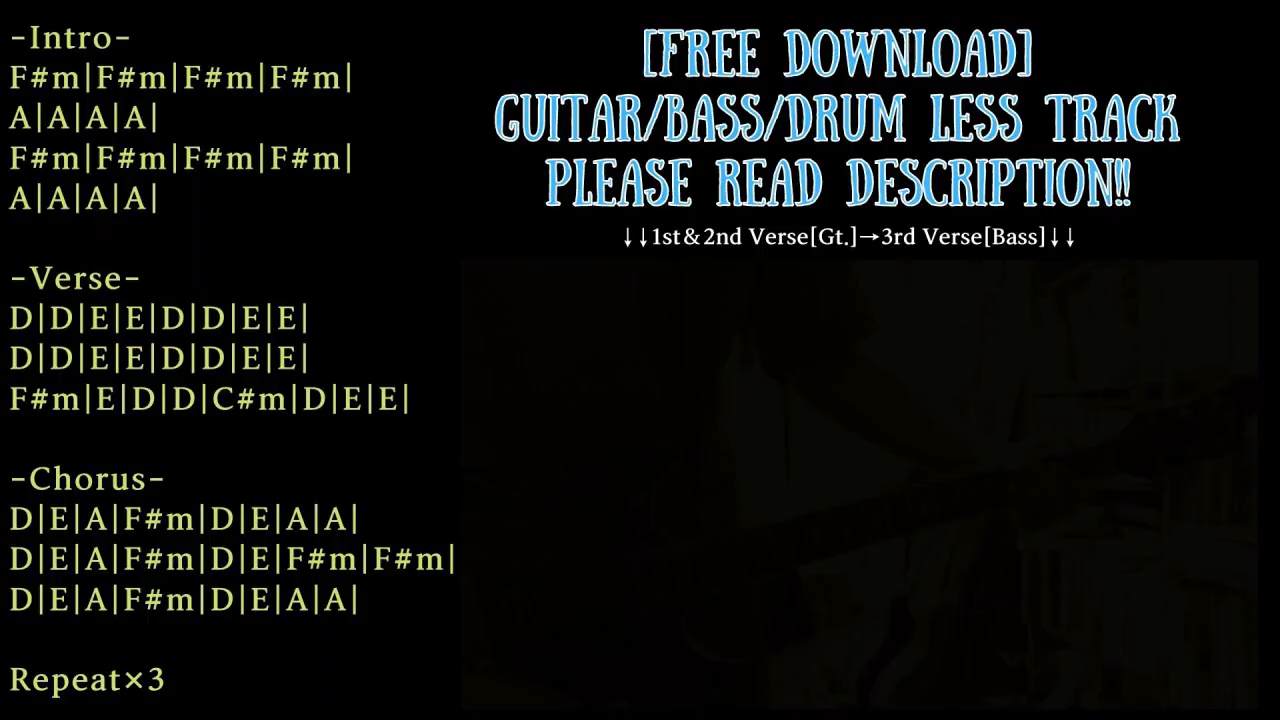 -Intro-
F#m|F#m|F#m|F#m|
A|A|A|A|
F#m|F#m|F#m|F#m|
A|A|A|A|
-Verse-
D|D|E|E|D|D|E|E|
D|D|E|E|D|D|E|E|
F#m|E|D|D|C#m|D|E|E|
-Chorus-
D|E|A|F#m|D|E|A|A|
D|E|A|F#m|D|E|F#m|F#m|
D|E|A|F#m|D|E|A|A|
Repeat×3
[FREE DOWNLOAD]
GUITAR/BASS/DRUM LESS TRACK
PLEASE READ DESCRIPTION!!
↓↓1st&2nd Verse[Gt.]→3rd Verse[Bass]↓↓